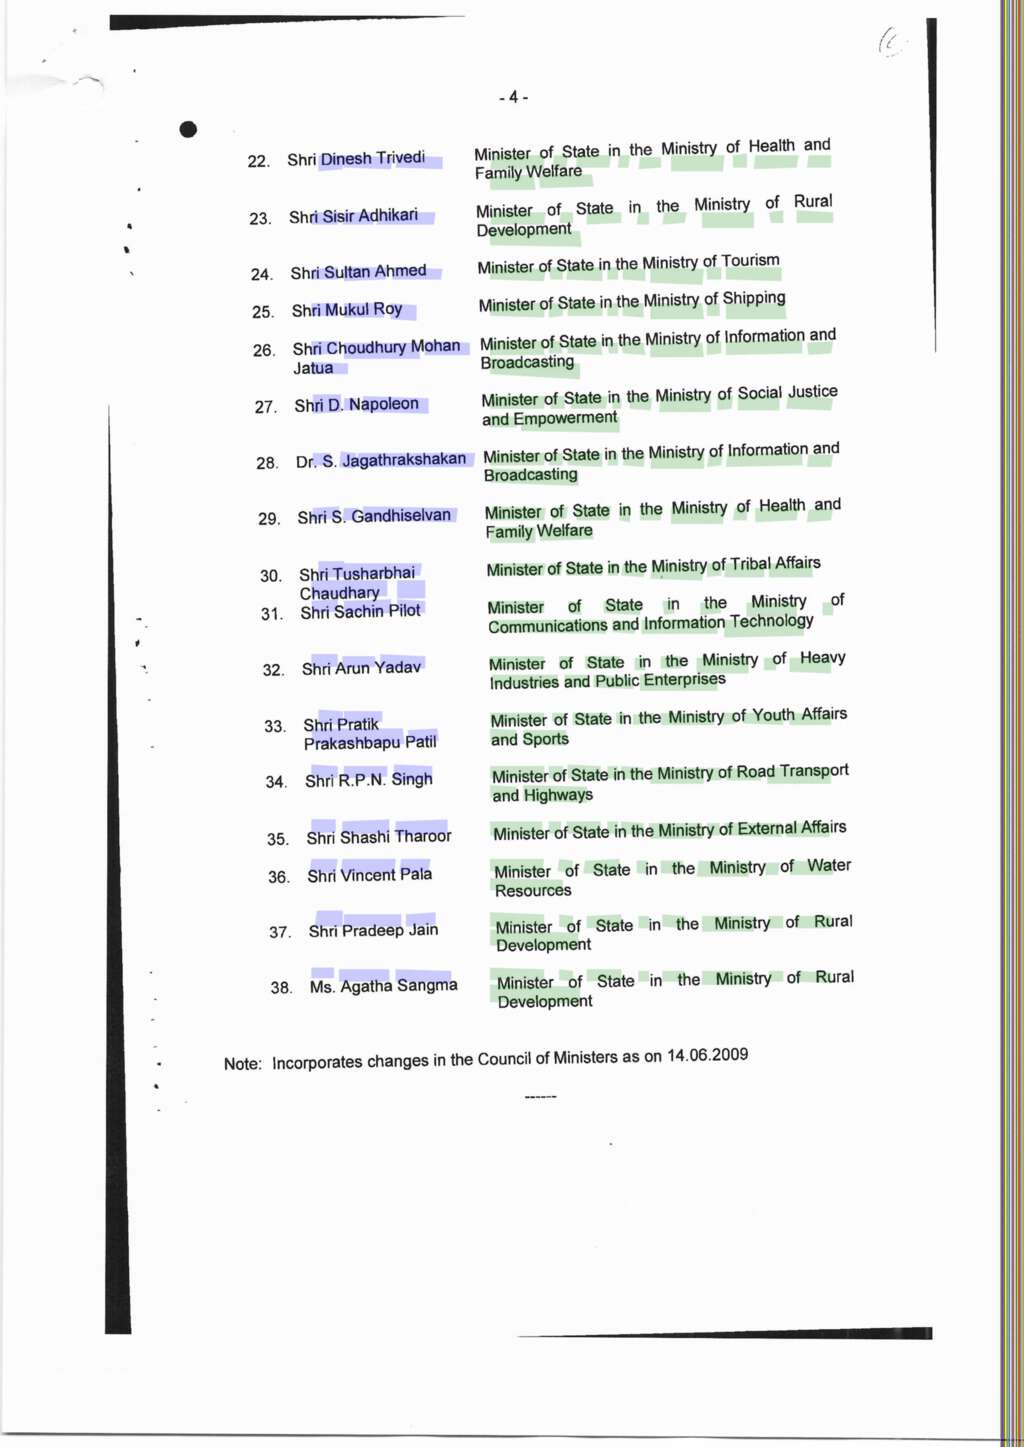 - 4 -
22. Shri Dinesh Trivedi Minister of State in the Ministry of Health and
Family Welfare
23. Shri Sisir Adhikari Minister of State in the Ministry of Rural
Development
24. Shri Sultan Ahmed Minister of State in the Ministry of Tourism
25. Shri Mukul Roy Minister of State in the Ministry of Shipping
26. Shri Choudhury Mohan Minister of State in the Ministry of Information and
Jatua Broadcasting
27. Shri D. Napoleon Minister of State in the Ministry of Social Justice
and Empowerment
28. Dr. S. Jagathrakshakan Minister of State in the Ministry of Information and
Broadcasting
29. Shri S. Gandhiselvan Minister of State in the Ministry of Health and
Family Welfare
30. Shri Tusharbhai Minister of State in the Ministry of Tribal Affairs
Chaudhary
31. Shri Sachin Pilot Minister of State in the Ministry of
Communications and Information Technology
32. Shri Arun Yadav Minister of State in the Ministry of Heavy
Industries and Public Enterprises
33. Shri Pratik Minister of State in the Ministry of Youth Affairs
Prakashbapu Patil and Sports
34. Shri R.P.N. Singh Minister of State in the Ministry of Road Transport
and Highways
35. Shri Shashi Tharoor Minister of State in the Ministry of External Affairs
36. Shri Vincent Pala Minister of State in the Ministry of Water
Resources
37. Shri Pradeep Jain Minister of State in the Ministry of Rural
Development
38. Ms. Agatha Sangma Minister of State in the Ministry of Rural
Development
Note: Incorporates changes in the Council of Ministers as on 14.06.2009
------